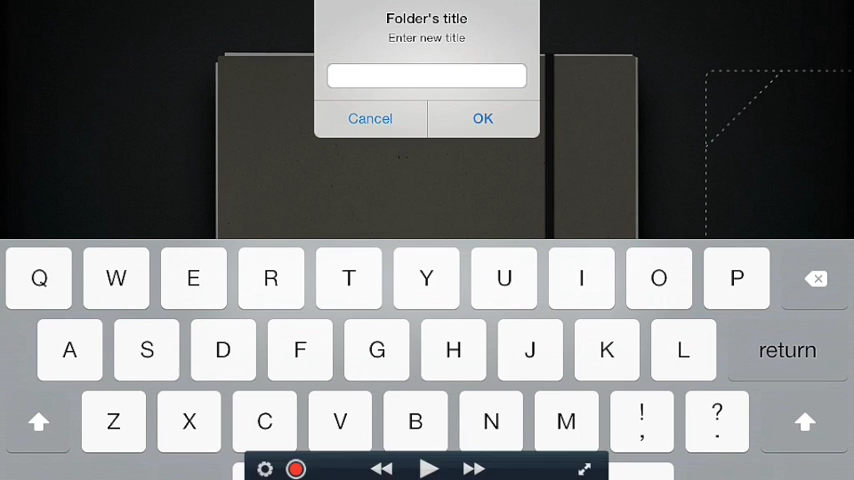 Folder's title
Enter new title
Cancel OK
Q W E R T Y U I O P
A S D F G H J K L return
Z X C V B N M ! , ? .